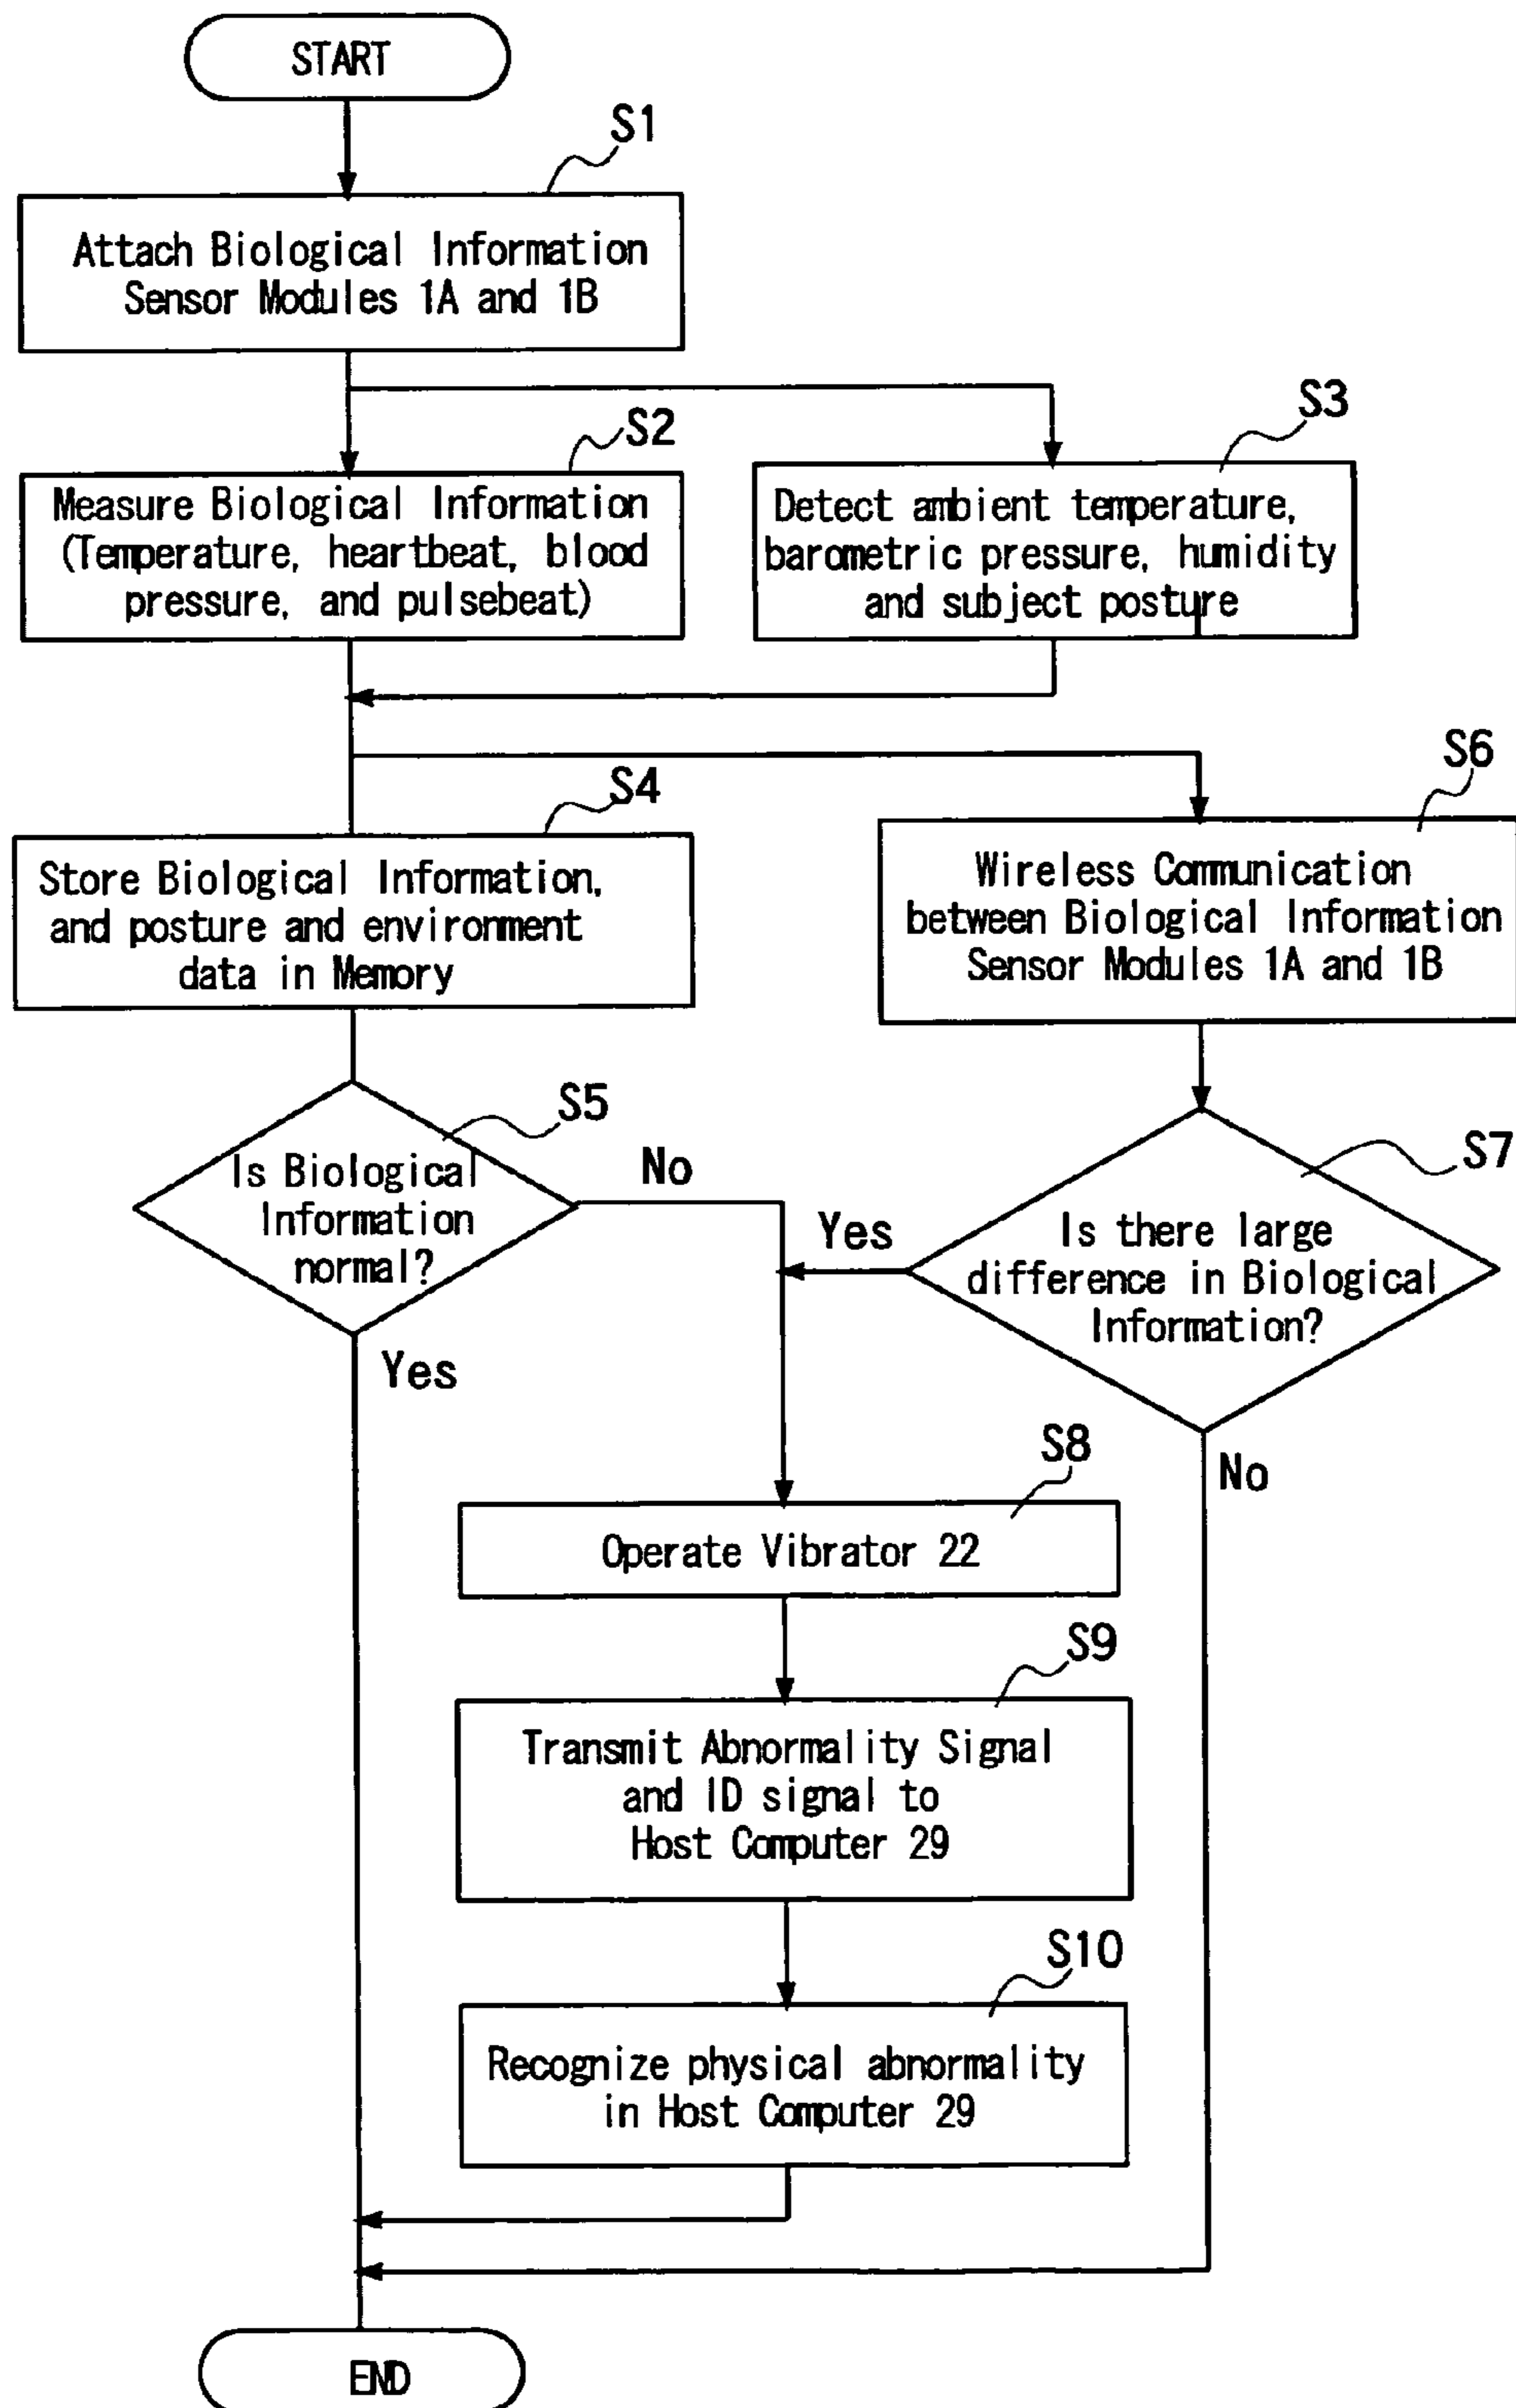 START
S1
Attach Biological Information
Sensor Modules 1A and 1B
S2
Measure Biological Information
(Temperature, heartbeat, blood
pressure, and pulsebeat)
S3
Detect ambient temperature,
barometric pressure, humidity
and subject posture
S4
Store Biological Information,
and posture and environment
data in Memory
S6
Wireless Communication
between Biological Information
Sensor Modules 1A and 1B
S5
Is Biological
Information
normal?
No
Yes
S7
Is there large
difference in Biological
Information?
Yes
No
S8
Operate Vibrator 22
S9
Transmit Abnormality Signal
and ID signal to
Host Computer 29
S10
Recognize physical abnormality
in Host Computer 29
END